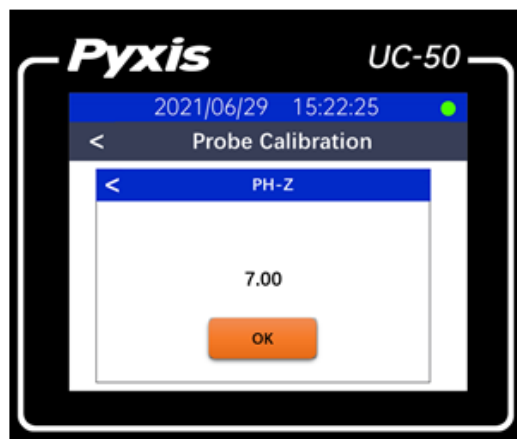 Pyxis UC-50
2021/06/29 15:22:25
< Probe Calibration
< PH-Z
7.00
OK